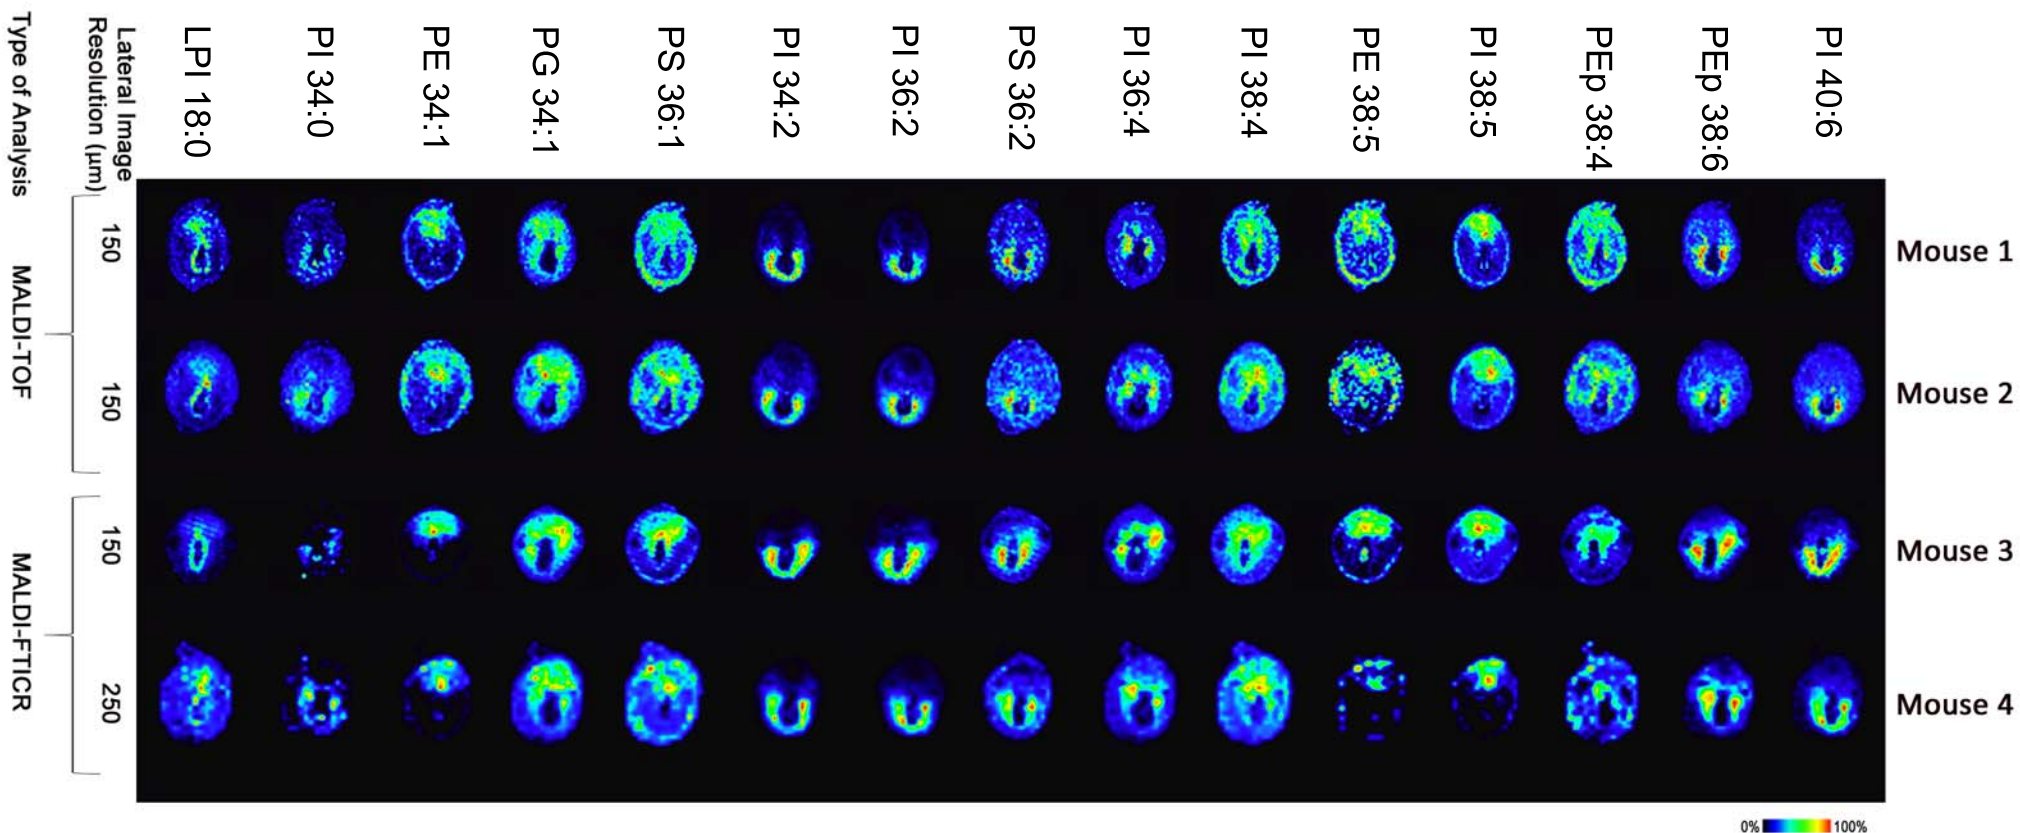 LPI 18:0
PI 34:0
PE 34:1
PG 34:1
PS 36:1
PI 34:2
PI 36:2
PS 36:2
PI 36:4
PI 38:4
PE 38:5
PI 38:5
PEp 38:4
PEp 38:6
PI 40:6
Lateral Image
Resolution (µm)
Type of Analysis
150
Mouse 1
MALDI-TOF
150
Mouse 2
150
Mouse 3
MALDI-FTICR
250
Mouse 4
0% 100%